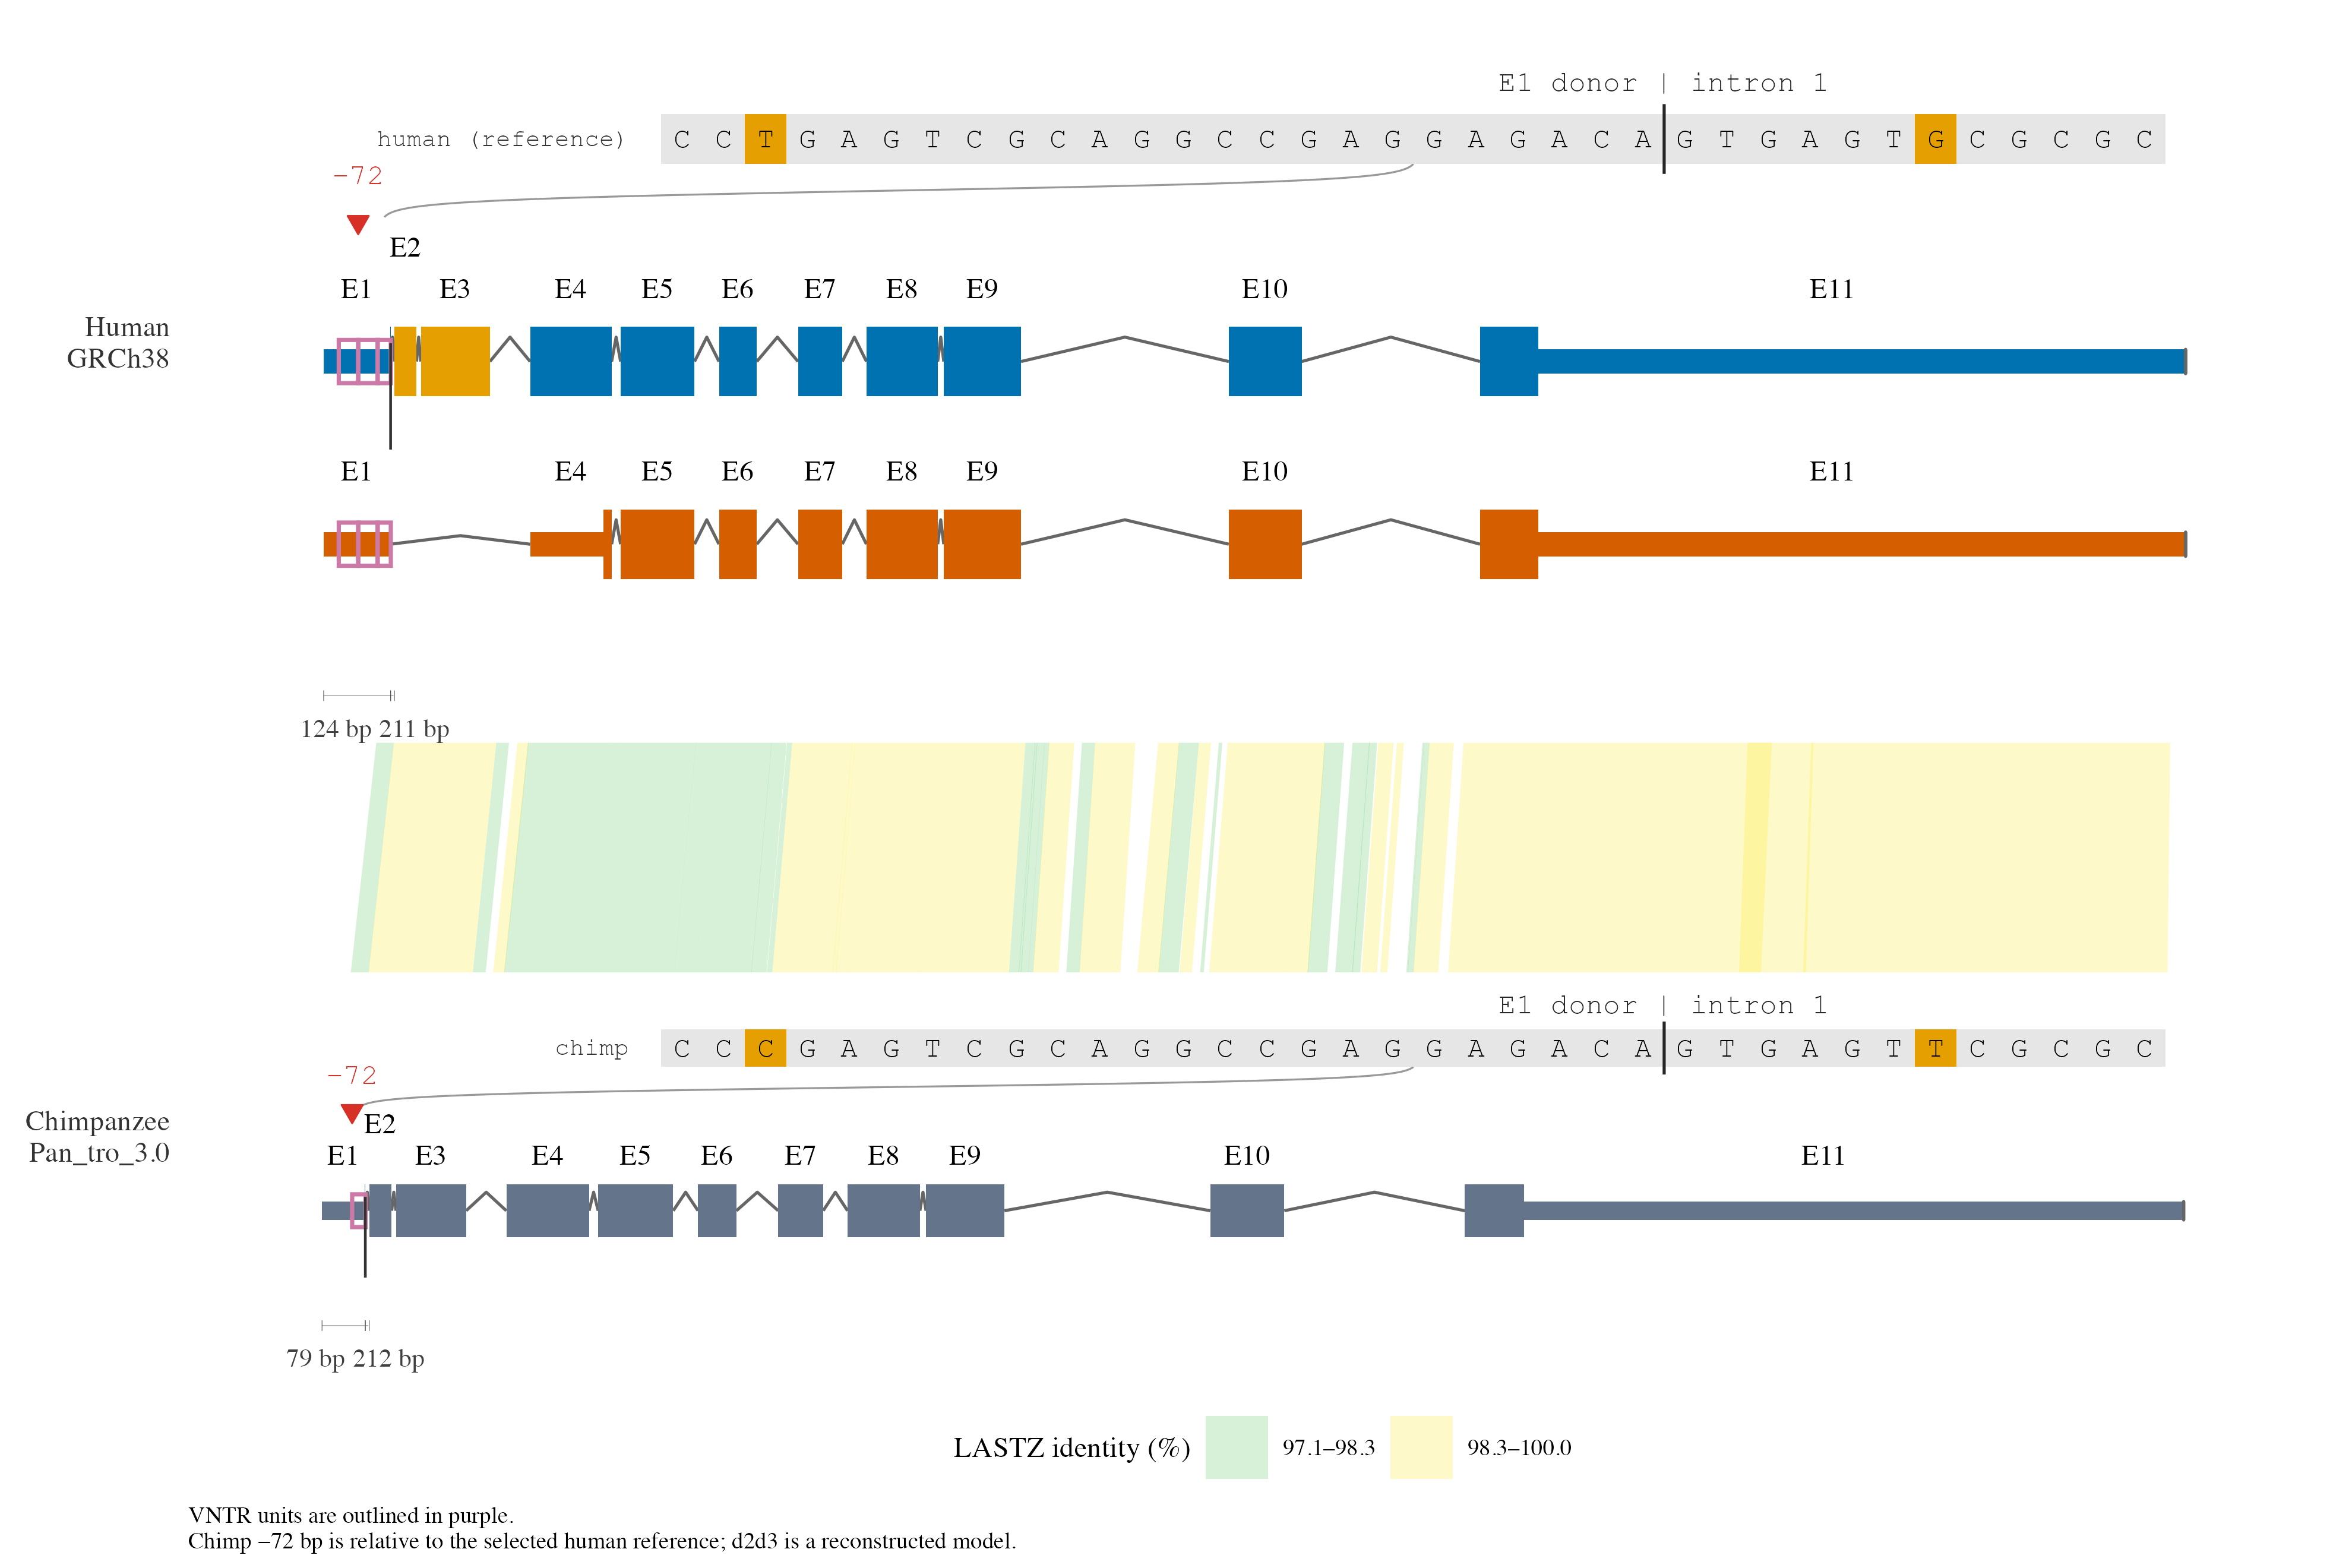 E1 donor | intron 1
human (reference) C C T G A G T C G C A G G C C G A G G A G A C A G T G A G T G C G C G C
−72
E2
E1 E3 E4 E5 E6 E7 E8 E9 E10 E11
Human
GRCh38
E1 E4 E5 E6 E7 E8 E9 E10 E11
124 bp 211 bp
E1 donor | intron 1
chimp C C C G A G T C G C A G G C C G A G G A G A C A G T G A G T T C G C G C
−72
E2
Chimpanzee
Pan_tro_3.0
E1 E3 E4 E5 E6 E7 E8 E9 E10 E11
79 bp 212 bp
LASTZ identity (%) 97.1–98.3 98.3–100.0
VNTR units are outlined in purple.
Chimp −72 bp is relative to the selected human reference; d2d3 is a reconstructed model.